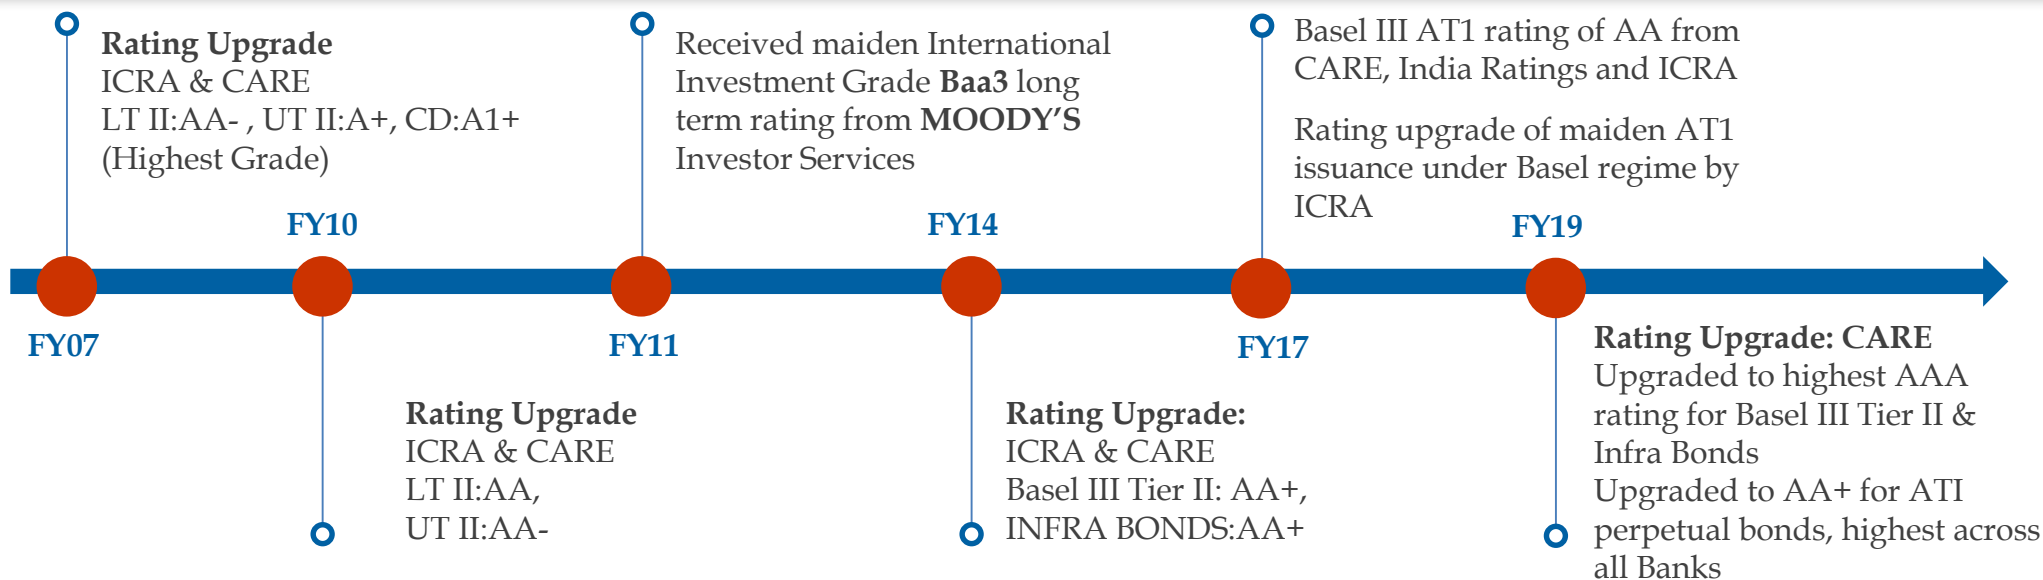 Rating Upgrade
ICRA & CARE
LT II:AA- , UT II:A+, CD:A1+
(Highest Grade)
FY07
FY10
Rating Upgrade
ICRA & CARE
LT II:AA,
UT II:AA-
Received maiden International
Investment Grade Baa3 long
term rating from MOODY’S
Investor Services
FY11
FY14
Rating Upgrade:
ICRA & CARE
Basel III Tier II: AA+,
INFRA BONDS:AA+
Basel III AT1 rating of AA from
CARE, India Ratings and ICRA
Rating upgrade of maiden AT1
issuance under Basel regime by
ICRA
FY17
FY19
Rating Upgrade: CARE
Upgraded to highest AAA
rating for Basel III Tier II &
Infra Bonds
Upgraded to AA+ for ATI
perpetual bonds, highest across
all Banks